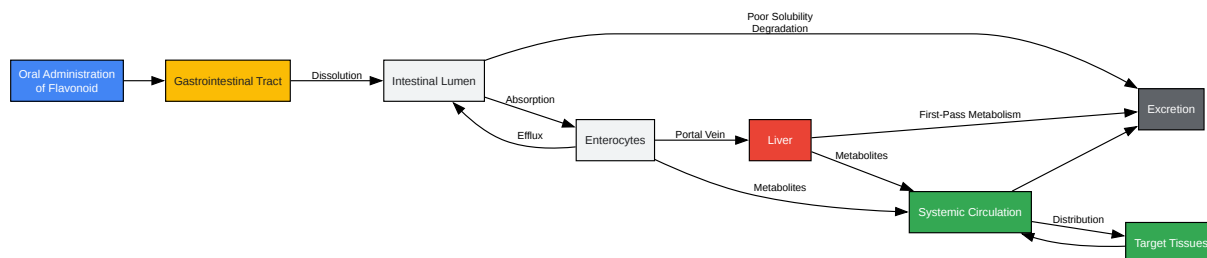 Poor Solubility
Degradation
Oral Administration
of Flavonoid
Gastrointestinal Tract
Dissolution
Intestinal Lumen
Absorption
Efflux
Enterocytes
Portal Vein
Liver
First-Pass Metabolism
Excretion
Metabolites
Metabolites
Systemic Circulation
Distribution
Target Tissues